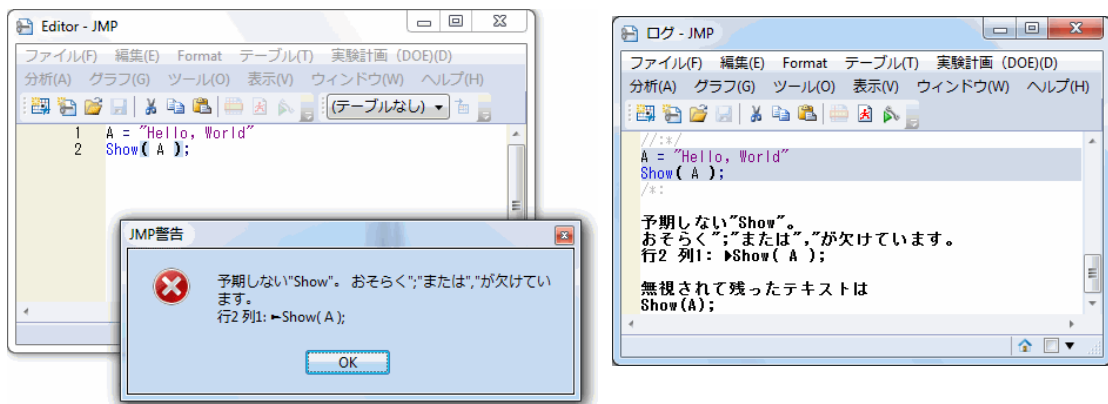 Editor - JMP
ファイル(F) 編集(E) Format テーブル(T) 実験計画（DOE)(D)
分析(A) グラフ(G) ツール(O) 表示(V) ウィンドウ(W) ヘルプ(H)
(テーブルなし)
1 A = "Hello, World"
2 Show( A );
JMP警告
予期しない"Show"。 おそらく";"または","が欠けてい
ます。
行2 列1: ►Show( A );
OK
ログ - JMP
ファイル(F) 編集(E) Format テーブル(T) 実験計画（DOE)(D)
分析(A) グラフ(G) ツール(O) 表示(V) ウィンドウ(W) ヘルプ(H)
//:*/
A = "Hello, World"
Show( A );
/*:
予期しない"Show"。
おそらく";"または","が欠けています。
行2 列1: ►Show( A );
無視されて残ったテキストは
Show(A);